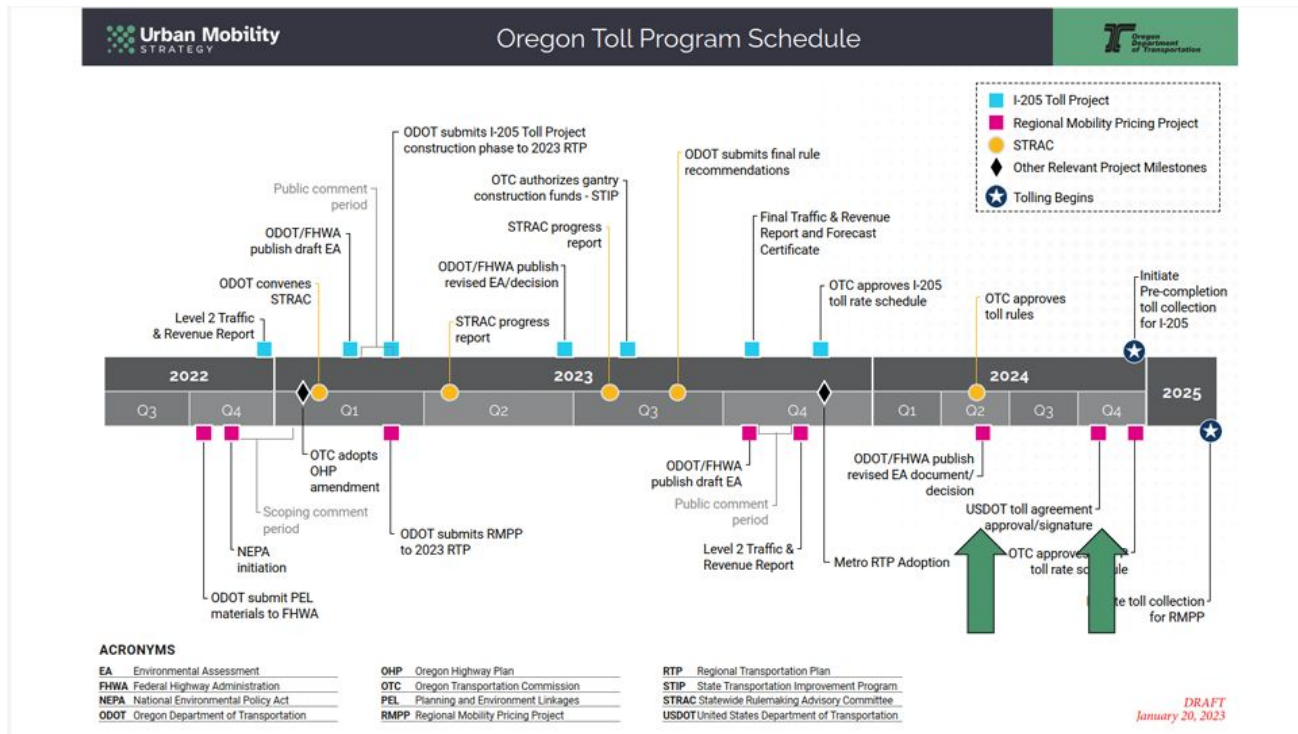 Urban Mobility
STRATEGY
Oregon Toll Program Schedule
Oregon
Department
of Transportation
I-205 Toll Project
Regional Mobility Pricing Project
STRAC
Other Relevant Project Milestones
Tolling Begins
ODOT submits I-205 Toll Project
construction phase to 2023 RTP
Public comment
period
ODOT/FHWA
publish draft EA
ODOT convenes
STRAC
Level 2 Traffic
& Revenue Report
ODOT submits final rule
recommendations
OTC authorizes gantry
construction funds - STIP
STRAC progress
report
ODOT/FHWA publish
revised EA/decision
STRAC progress
report
Final Traffic & Revenue
Report and Forecast
Certificate
OTC approves I-205
toll rate schedule
OTC approves
toll rules
Initiate
Pre-completion
toll collection
for I-205
2022
2023
2024
2025
Q3
Q4
Q1
Q2
Q3
Q4
Q1
Q2
Q3
Q4
OTC adopts
OHP
amendment
Scoping comment
period
NEPA
initiation
ODOT submit PEL
materials to FHWA
ODOT submits RMPP
to 2023 RTP
ODOT/FHWA
publish draft EA
Public comment
period
Level 2 Traffic &
Revenue Report
Metro RTP Adoption
ODOT/FHWA publish
revised EA document/
decision
USDOT toll agreement
approval/signature
OTC
toll rate
toll collection
for RMPP
ACRONYMS
EA Environmental Assessment
FHWA Federal Highway Administration
NEPA National Environmental Policy Act
ODOT Oregon Department of Transportation
OHP Oregon Highway Plan
OTC Oregon Transportation Commission
PEL Planning and Environment Linkages
RMPP Regional Mobility Pricing Project
RTP Regional Transportation Plan
STIP State Transportation Improvement Program
STRAC Statewide Rulemaking Advisory Committee
USDOT United States Department of Transportation
DRAFT
January 20, 2023